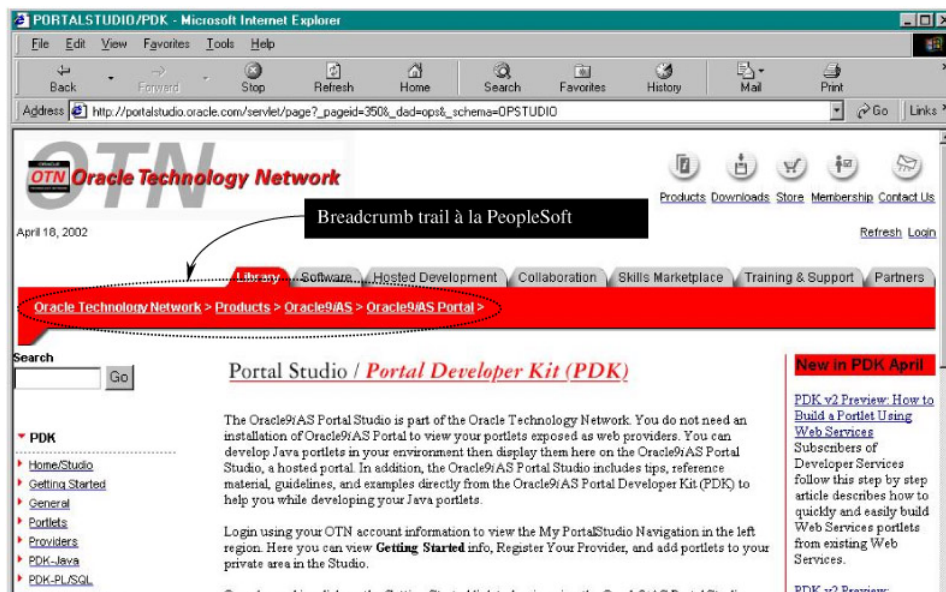 PORTALSTUDIO/PDK - Microsoft Internet Explorer
File Edit View Favorites Tools Help
Back Forward Stop Refresh Home Search Favorites History Mail Print
Address http://portalstudio.oracle.com/servlet/page?_pageid=350&_dad=ops&_schema=OPSTUDIO Go Links
OTN
OTN Oracle Technology Network
Products Downloads Store Membership Contact Us
Breadcrumb trail à la PeopleSoft
April 18, 2002
Refresh Login
Library Software Hosted Development Collaboration Skills Marketplace Training & Support Partners
Oracle Technology Network > Products > Oracle9iAS > Oracle9iAS Portal >
Search
Go
PDK
Home/Studio
Getting Started
General
Portlets
Providers
PDK-Java
PDK-PL/SQL
Portal Studio / Portal Developer Kit (PDK)
The Oracle9iAS Portal Studio is part of the Oracle Technology Network. You do not need an
installation of Oracle9iAS Portal to view your portlets exposed as web providers. You can
develop Java portlets in your environment then display them here on the Oracle9iAS Portal
Studio, a hosted portal. In addition, the Oracle9iAS Portal Studio includes tips, reference
material, guidelines, and examples directly from the Oracle9iAS Portal Developer Kit (PDK) to
help you while developing your Java portlets.
Login using your OTN account information to view the My PortalStudio Navigation in the left
region. Here you can view Getting Started info, Register Your Provider, and add portlets to your
private area in the Studio.
New in PDK April
PDK v2 Preview: How to
Build a Portlet Using
Web Services
Subscribers of
Developer Services
follow this step by step
article describes how to
quickly and easily build
Web Services portlets
from existing Web
Services.
PDK v2 Preview: